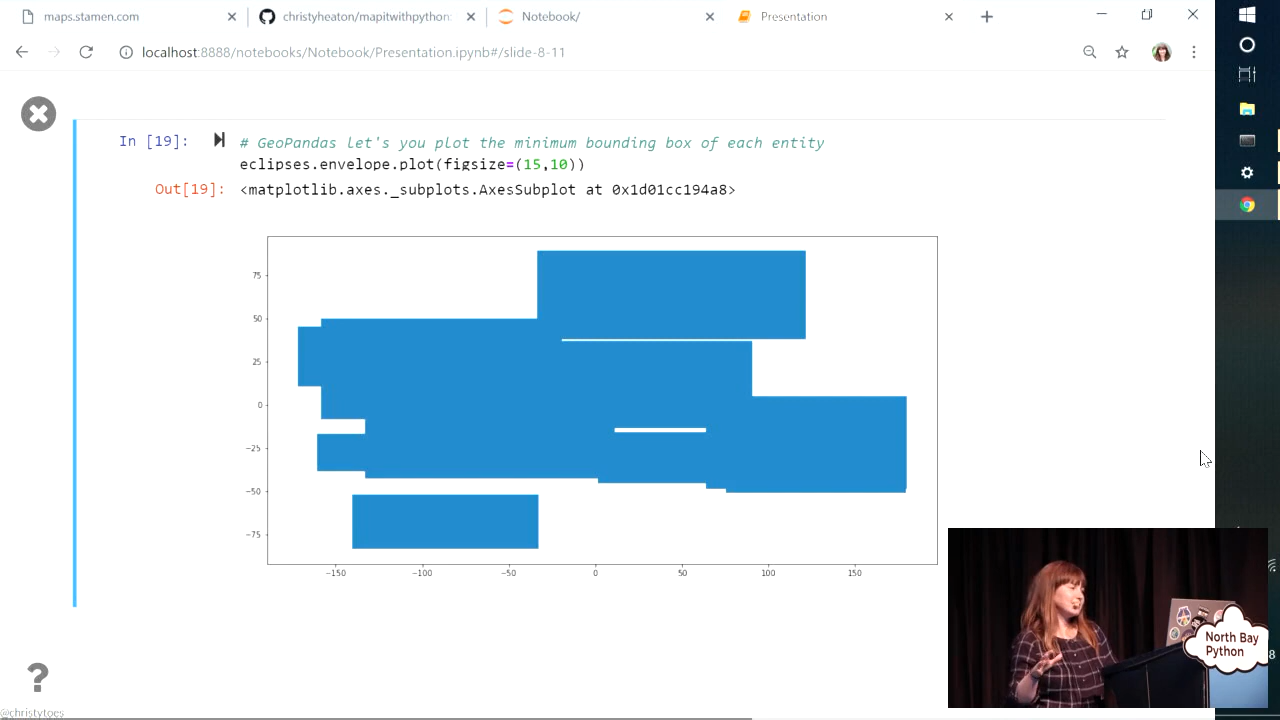 maps.stamen.com
christyheaton/mapitwithpython
Notebook/
Presentation
localhost:8888/notebooks/Notebook/Presentation.ipynb#/slide-8-11
In [19]:
# GeoPandas let's you plot the minimum bounding box of each entity
eclipses.envelope.plot(figsize=(15,10))
Out[19]:
<matplotlib.axes._subplots.AxesSubplot at 0x1d01cc194a8>
75
50
25
0
−25
−50
−75
−150
−100
−50
0
50
100
150
North Bay
Python
?
@christytoes